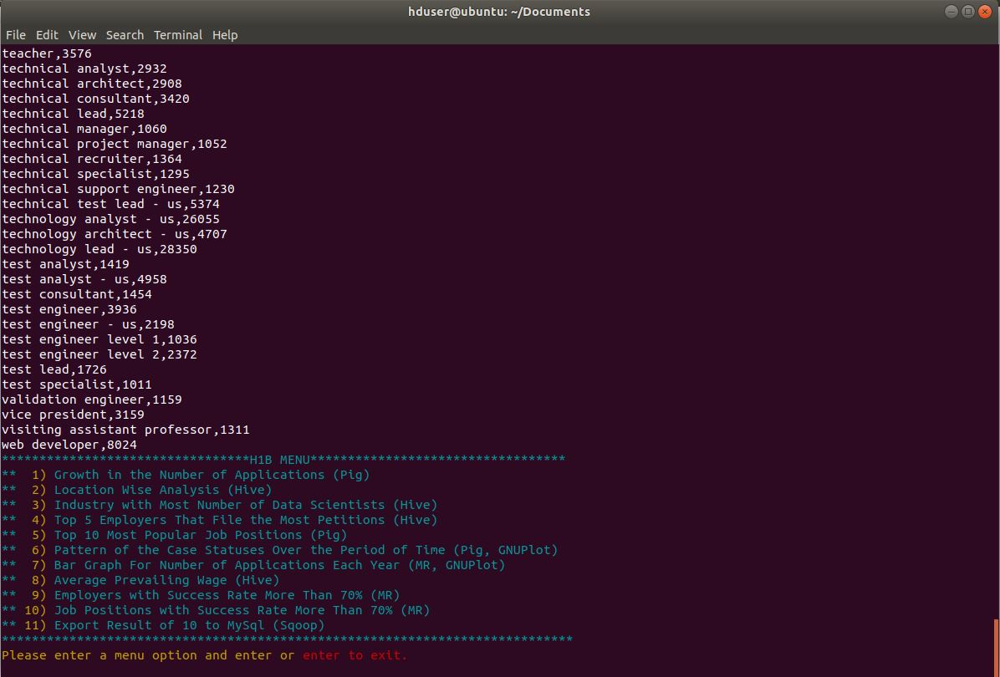 hduser@ubuntu: ~/Documents
File Edit View Search Terminal Help
teacher,3576
technical analyst,2932
technical architect,2908
technical consultant,3420
technical lead,5218
technical manager,1060
technical project manager,1052
technical recruiter,1364
technical specialist,1295
technical support engineer,1230
technical test lead - us,5374
technology analyst - us,26055
technology architect - us,4707
technology lead - us,28350
test analyst,1419
test analyst - us,4958
test consultant,1454
test engineer,3936
test engineer - us,2198
test engineer level 1,1036
test engineer level 2,2372
test lead,1726
test specialist,1011
validation engineer,1159
vice president,3159
visiting assistant professor,1311
web developer,8024
*********************************H1B MENU**********************************
**  1) Growth in the Number of Applications (Pig)
**  2) Location Wise Analysis (Hive)
**  3) Industry with Most Number of Data Scientists (Hive)
**  4) Top 5 Employers That File the Most Petitions (Hive)
**  5) Top 10 Most Popular Job Positions (Pig)
**  6) Pattern of the Case Statuses Over the Period of Time (Pig, GNUPlot)
**  7) Bar Graph For Number of Applications Each Year (MR, GNUPlot)
**  8) Average Prevailing Wage (Hive)
**  9) Employers with Success Rate More Than 70% (MR)
** 10) Job Positions with Success Rate More Than 70% (MR)
** 11) Export Result of 10 to MySql (Sqoop)
****************************************************************************
Please enter a menu option and enter or enter to exit.